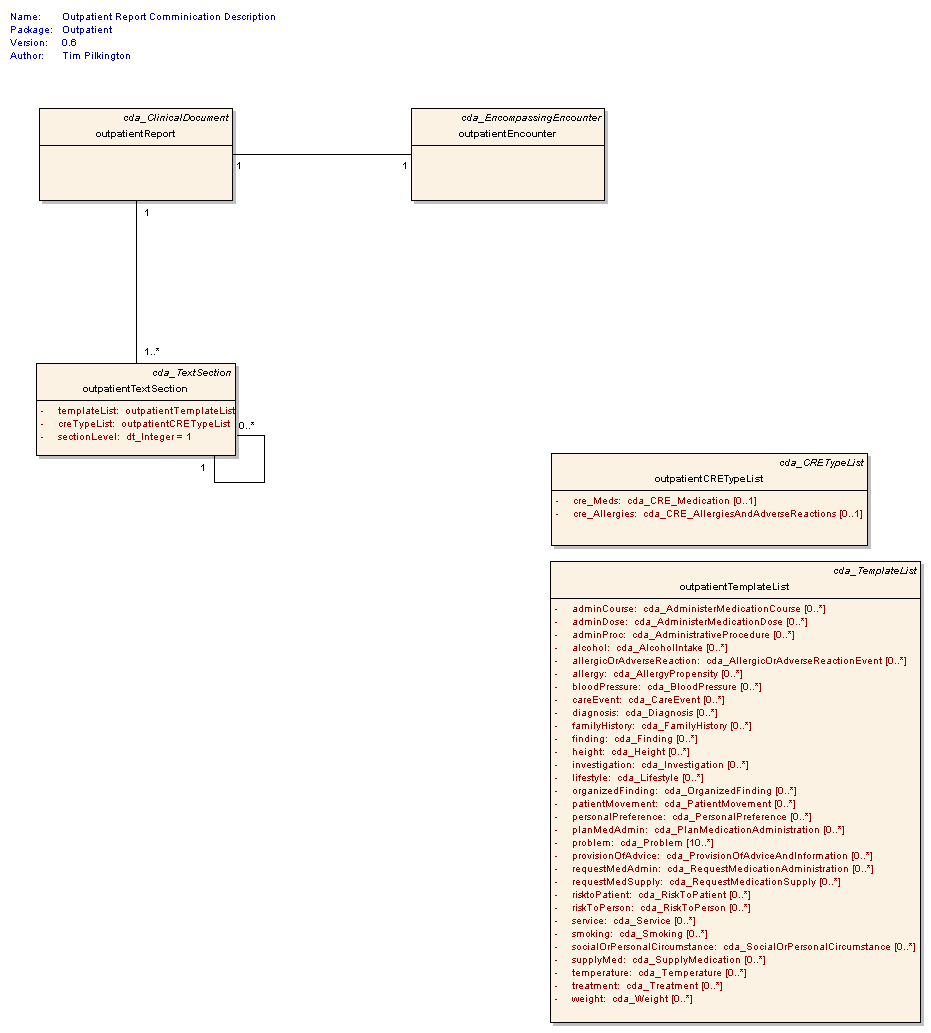 Name: Outpatient Report Comminication Description
Package: Outpatient
Version: 0.6
Author: Tim Pilkington
cda_ClinicalDocument
outpatientReport
cda_EncompassingEncounter
outpatientEncounter
1
1
1
1..*
cda_TextSection
outpatientTextSection
- templateList: outpatientTemplateList
- creTypeList: outpatientCRETypeList
- sectionLevel: dt_Integer = 1
0..*
1
cda_CRETypeList
outpatientCRETypeList
- cre_Meds: cda_CRE_Medication [0..1]
- cre_Allergies: cda_CRE_AllergiesAndAdverseReactions [0..1]
cda_TemplateList
outpatientTemplateList
- adminCourse: cda_AdministerMedicationCourse [0..*]
- adminDose: cda_AdministerMedicationDose [0..*]
- adminProc: cda_AdministrativeProcedure [0..*]
- alcohol: cda_AlcoholIntake [0..*]
- allergicOrAdverseReaction: cda_AllergicOrAdverseReactionEvent [0..*]
- allergy: cda_AllergyPropensity [0..*]
- bloodPressure: cda_BloodPressure [0..*]
- careEvent: cda_CareEvent [0..*]
- diagnosis: cda_Diagnosis [0..*]
- familyHistory: cda_FamilyHistory [0..*]
- finding: cda_Finding [0..*]
- height: cda_Height [0..*]
- investigation: cda_Investigation [0..*]
- lifestyle: cda_Lifestyle [0..*]
- organizedFinding: cda_OrganizedFinding [0..*]
- patientMovement: cda_PatientMovement [0..*]
- personalPreference: cda_PersonalPreference [0..*]
- planMedAdmin: cda_PlanMedicationAdministration [0..*]
- problem: cda_Problem [10..*]
- provisionOfAdvice: cda_ProvisionOfAdviceAndInformation [0..*]
- requestMedAdmin: cda_RequestMedicationAdministration [0..*]
- requestMedSupply: cda_RequestMedicationSupply [0..*]
- risktoPatient: cda_RiskToPatient [0..*]
- riskToPerson: cda_RiskToPerson [0..*]
- service: cda_Service [0..*]
- smoking: cda_Smoking [0..*]
- socialOrPersonalCircumstance: cda_SocialOrPersonalCircumstance [0..*]
- supplyMed: cda_SupplyMedication [0..*]
- temperature: cda_Temperature [0..*]
- treatment: cda_Treatment [0..*]
- weight: cda_Weight [0..*]